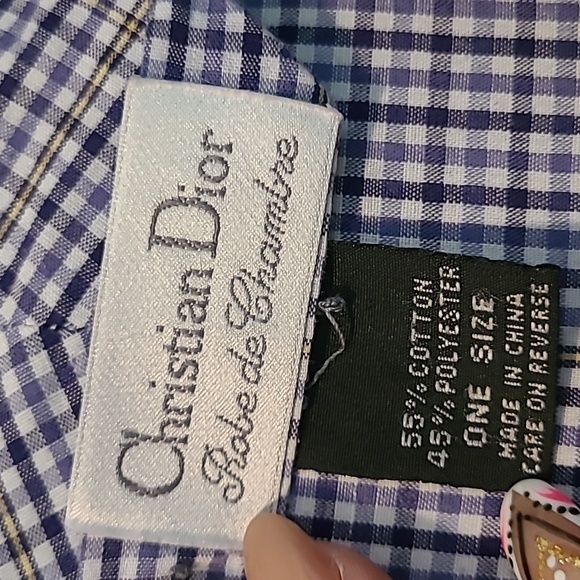 Christian Dior
Robe de Chambre
55% COTTON
45% POLYESTER
ONE SIZE
MADE IN CHINA
CARE ON REVERSE